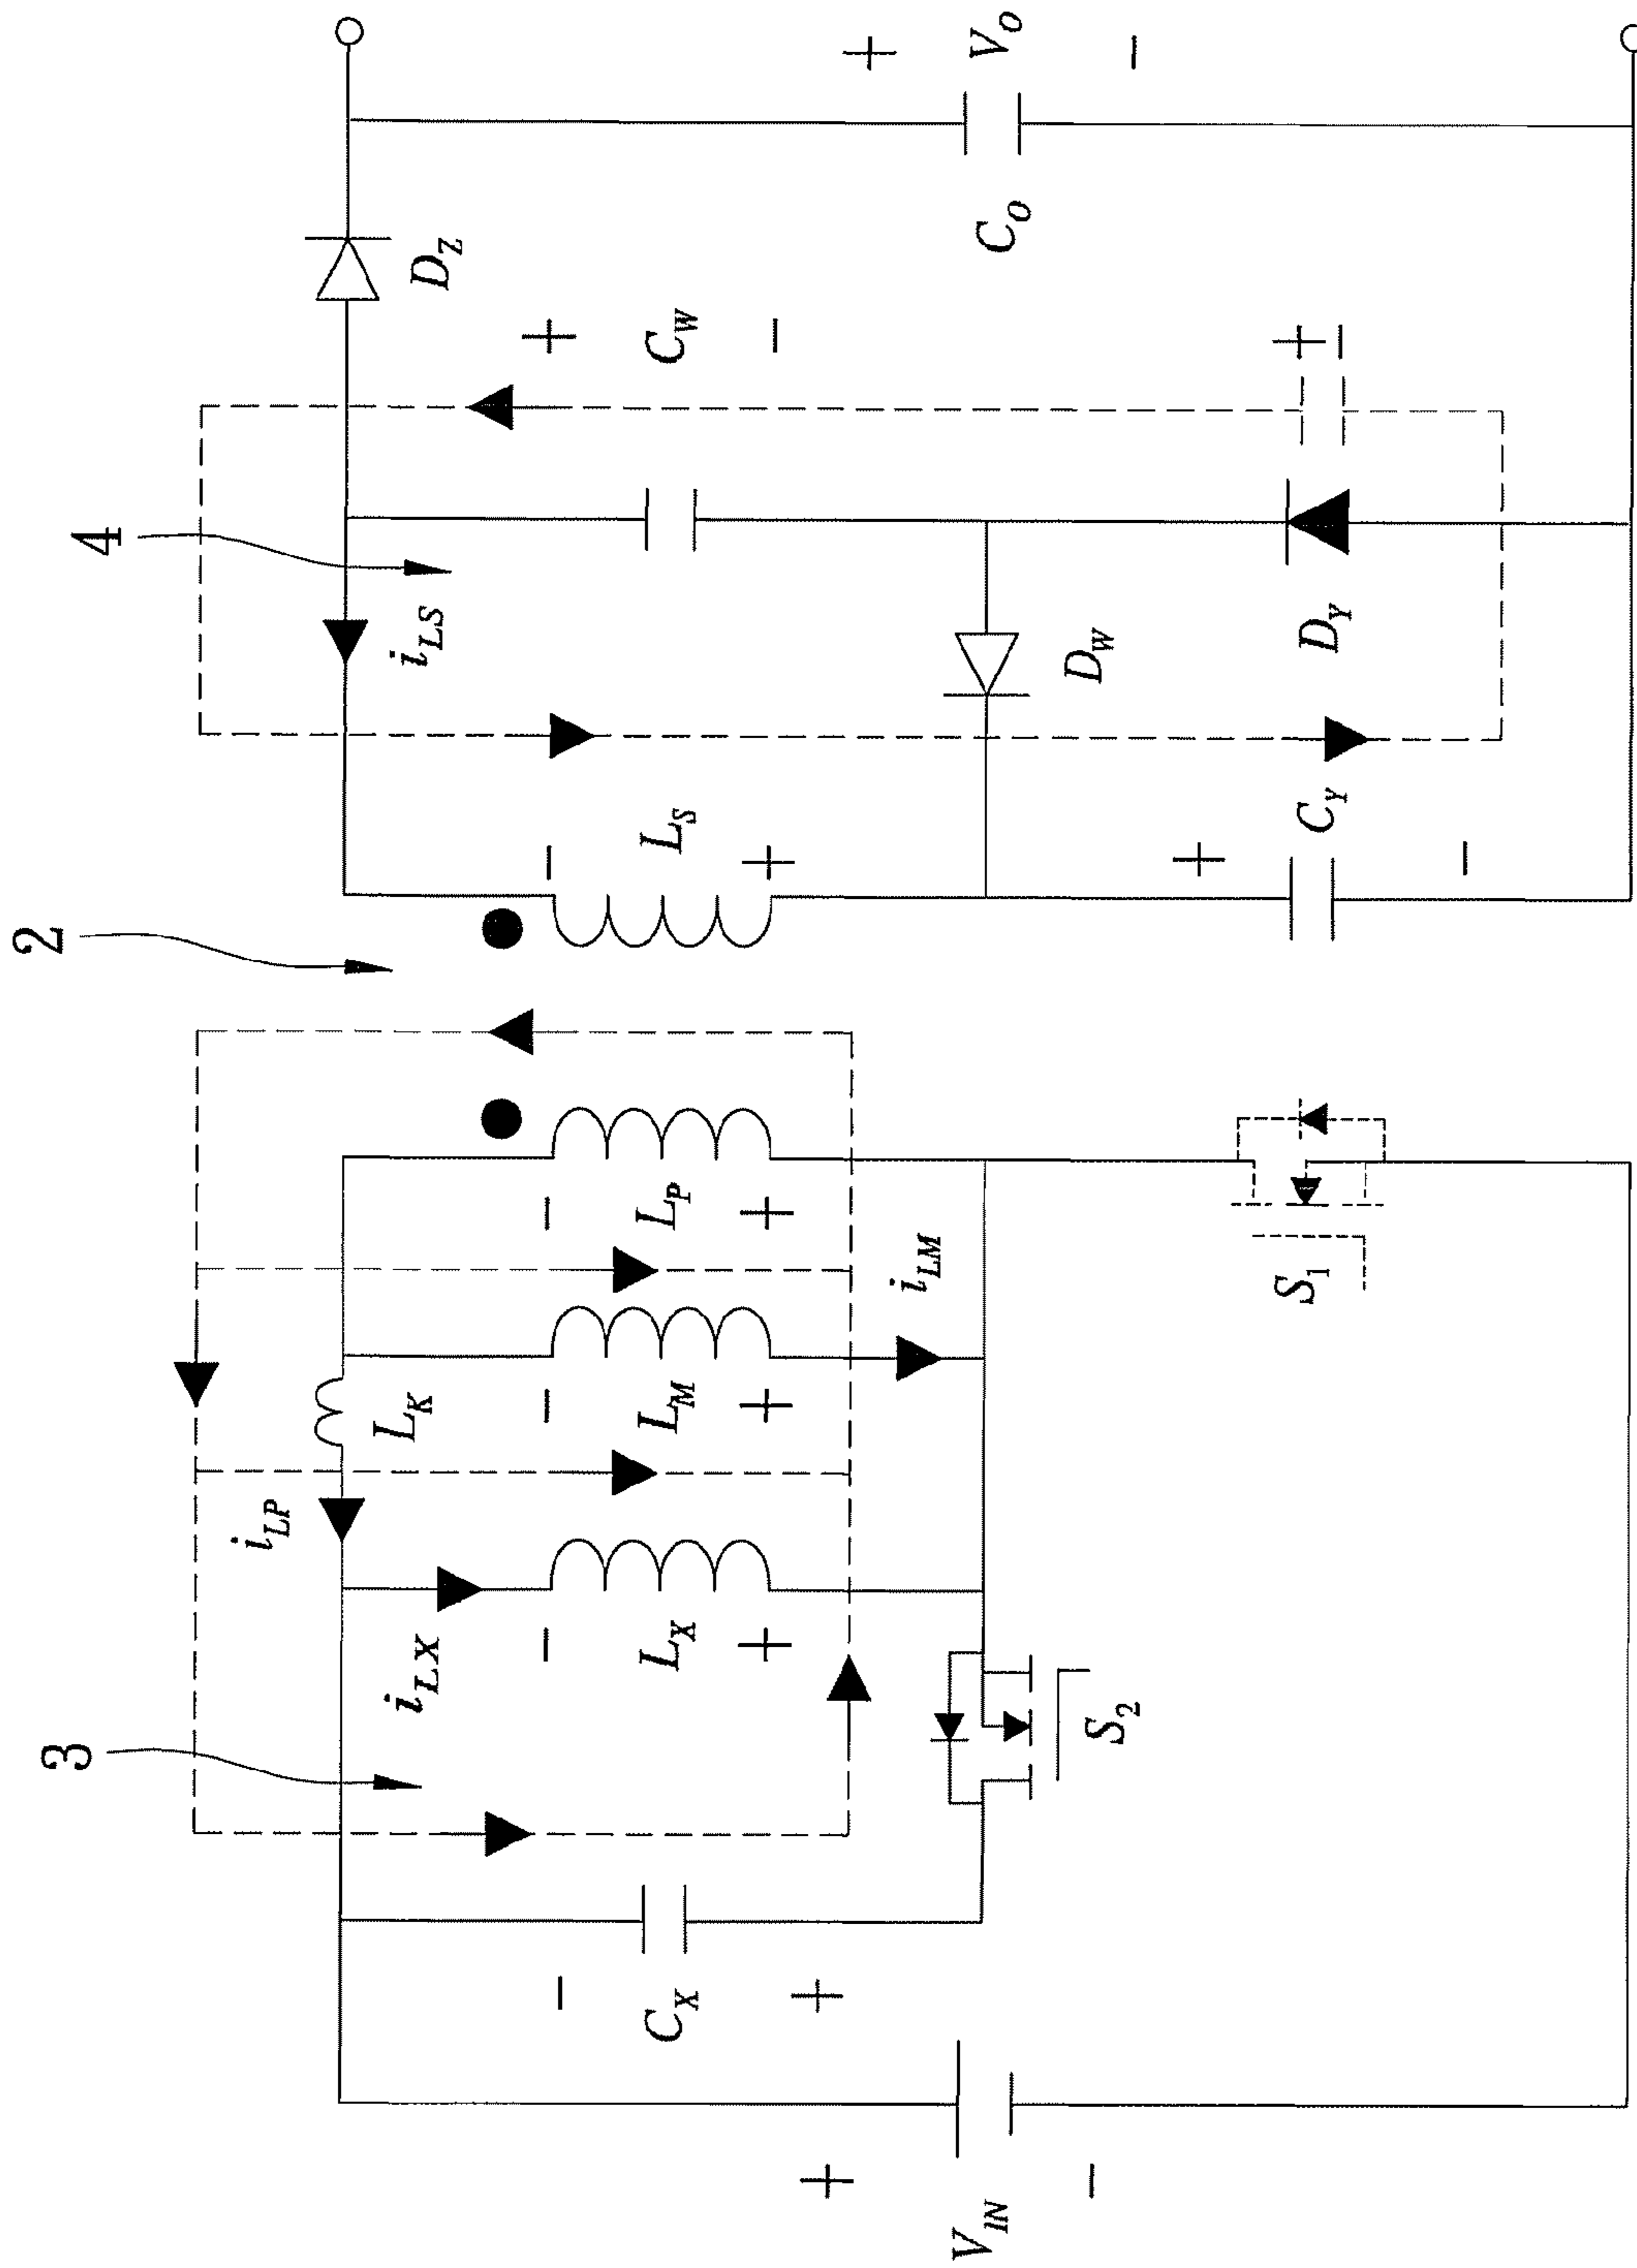 2
3
4
i_LP
L_K
i_LX
i_LS
D_Z
C_X
L_X
L_M
L_P
L_S
C_W
V_IN
i_LM
S_2
D_W
C_O
V_O
S_1
C_Y
D_Y